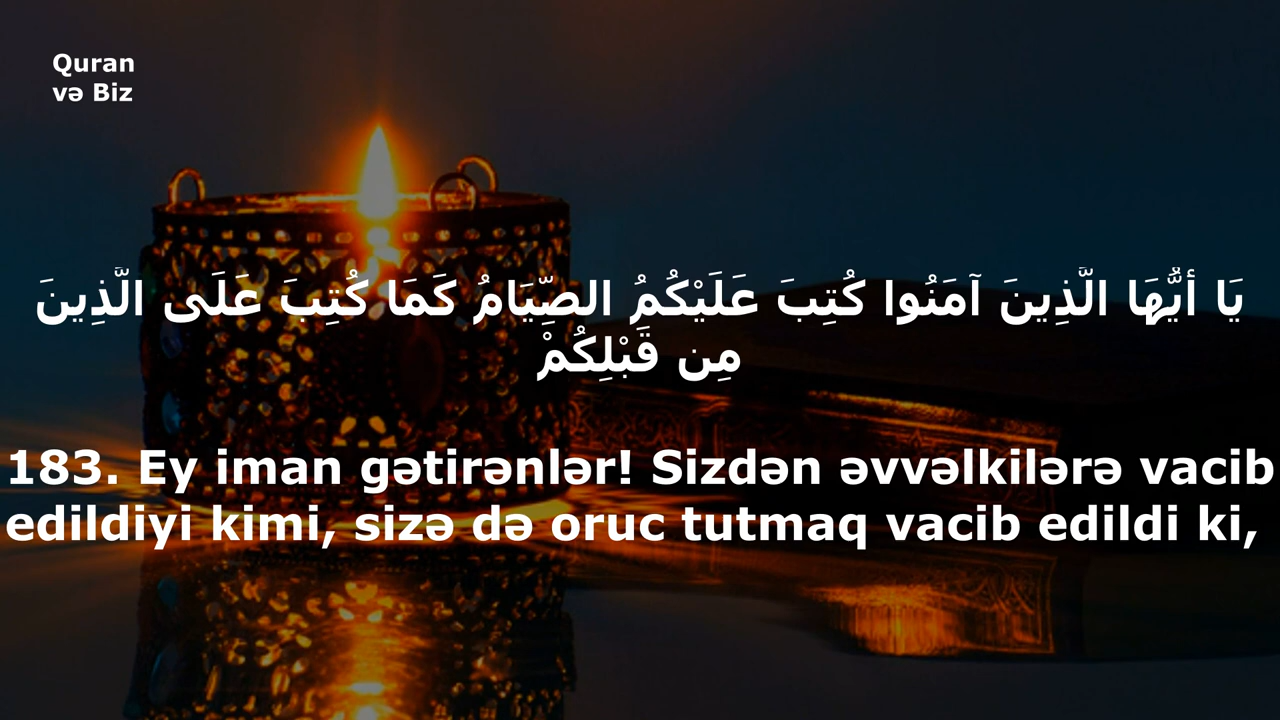 Quran
və Biz
يَا أَيُّهَا الَّذِينَ آمَنُوا كُتِبَ عَلَيْكُمُ الصِّيَامُ كَمَا كُتِبَ عَلَى الَّذِينَ
مِن قَبْلِكُمْ
183. Ey iman gətirənlər! Sizdən əvvəlkilərə vacib
edildiyi kimi, sizə də oruc tutmaq vacib edildi ki,